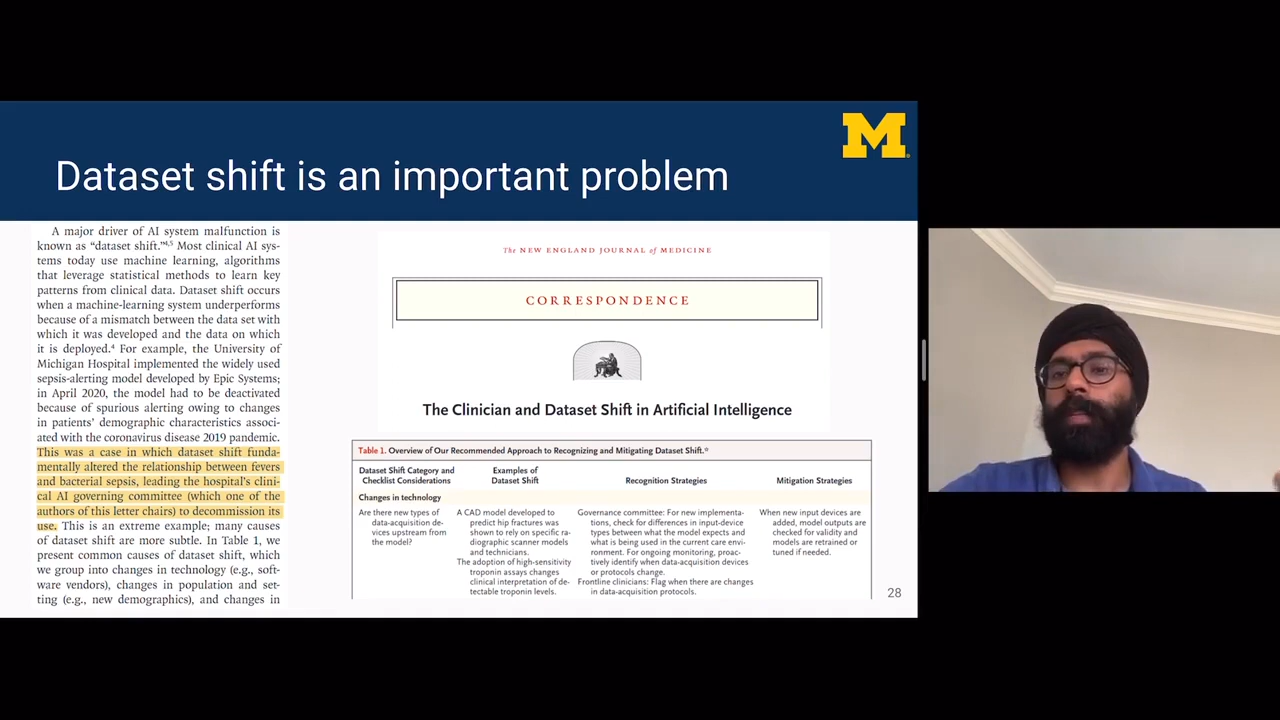 M
Dataset shift is an important problem
A major driver of AI system malfunction is
known as “dataset shift.”4,5 Most clinical AI sys-
tems today use machine learning, algorithms
that leverage statistical methods to learn key
patterns from clinical data. Dataset shift occurs
when a machine-learning system underperforms
because of a mismatch between the data set with
which it was developed and the data on which
it is deployed.4 For example, the University of
Michigan Hospital implemented the widely used
sepsis-alerting model developed by Epic Systems;
in April 2020, the model had to be deactivated
because of spurious alerting owing to changes
in patients’ demographic characteristics associ-
ated with the coronavirus disease 2019 pandemic.
This was a case in which dataset shift funda-
mentally altered the relationship between fevers
and bacterial sepsis, leading the hospital’s clini-
cal AI governing committee (which one of the
authors of this letter chairs) to decommission its
use. This is an extreme example; many causes
of dataset shift are more subtle. In Table 1, we
present common causes of dataset shift, which
we group into changes in technology (e.g., soft-
ware vendors), changes in population and set-
ting (e.g., new demographics), and changes in
The NEW ENGLAND JOURNAL of MEDICINE
CORRESPONDENCE
The Clinician and Dataset Shift in Artificial Intelligence
Table 1. Overview of Our Recommended Approach to Recognizing and Mitigating Dataset Shift.*
Dataset Shift Category and
Checklist Considerations
Examples of
Dataset Shift
Recognition Strategies
Mitigation Strategies
Changes in technology
Are there new types of
data-acquisition de-
vices upstream from
the model?
A CAD model developed to
predict hip fractures was
shown to rely on specific ra-
diographic scanner models
and technicians.
The adoption of high-sensitivity
troponin assays changes
clinical interpretation of de-
tectable troponin levels.
Governance committee: For new implementa-
tions, check for differences in input-device
types between what the model expects and
what is being used in the current care envi-
ronment. For ongoing monitoring, proac-
tively identify when data-acquisition devices
or protocols change.
Frontline clinicians: Flag when there are changes
in data-acquisition protocols.
When new input devices are
added, model outputs are
checked for validity and
models are retrained or
tuned if needed.
28